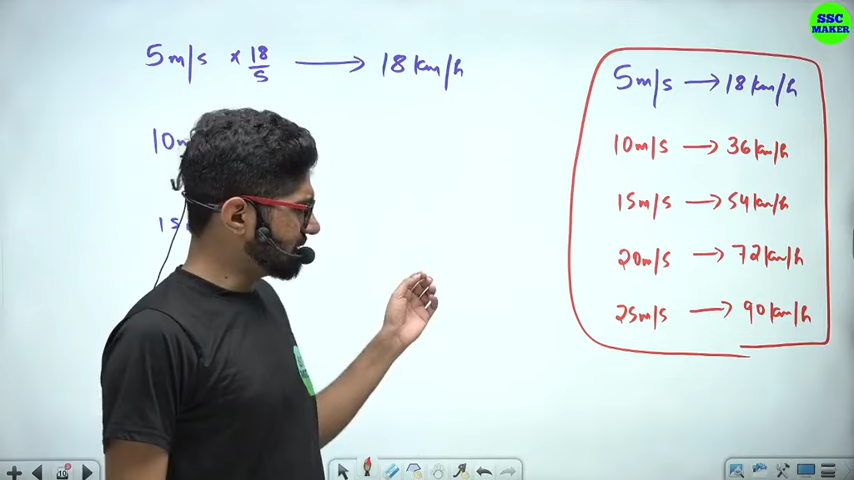 SSC
MAKER
5m/s × 18/5 → 18 km/h
5m/s → 18 km/h
10m/s → 36 km/h
15m/s → 54 km/h
20m/s → 72 km/h
25m/s → 90 km/h
10m
15